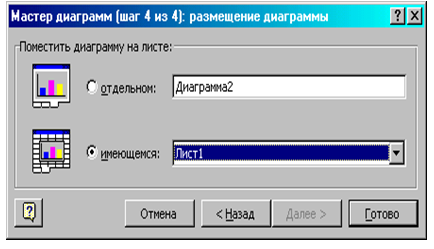 Мастер диаграмм (шаг 4 из 4): размещение диаграммы
Поместить диаграмму на листе:
отдельном: Диаграмма2
имеющемся: Лист1
Отмена < Назад Далее > Готово